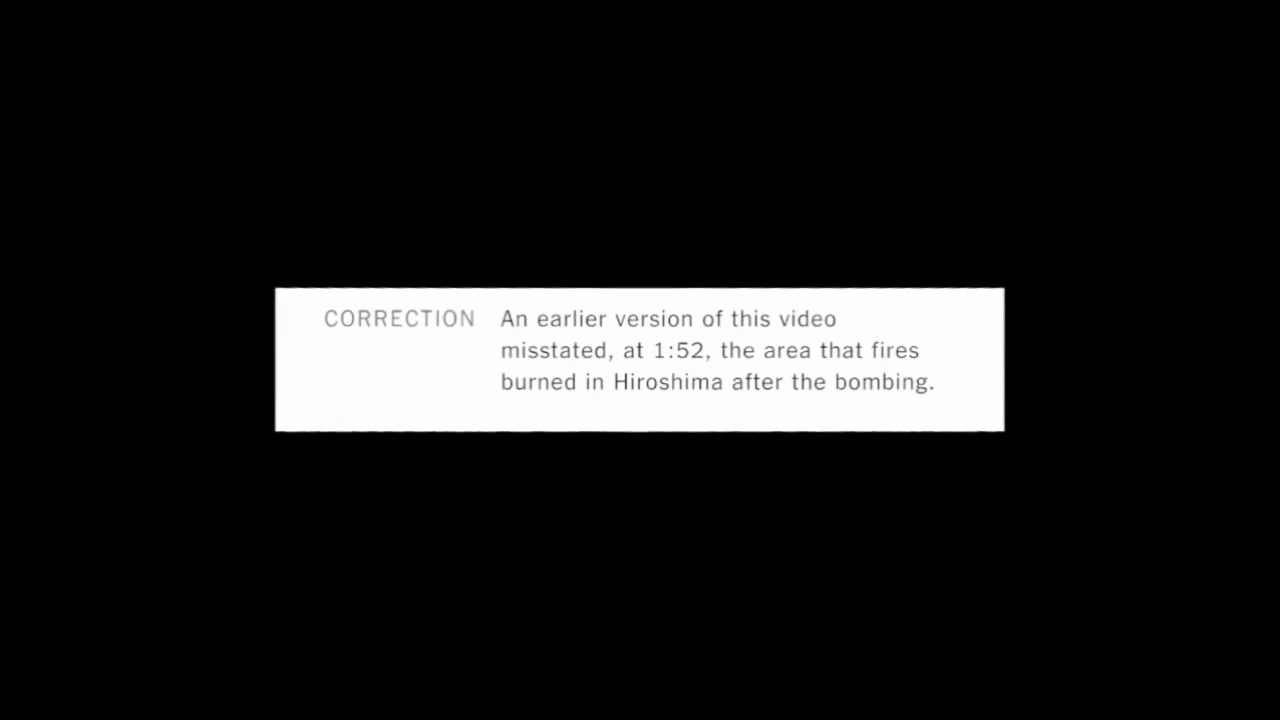 CORRECTION An earlier version of this video
misstated, at 1:52, the area that fires
burned in Hiroshima after the bombing.